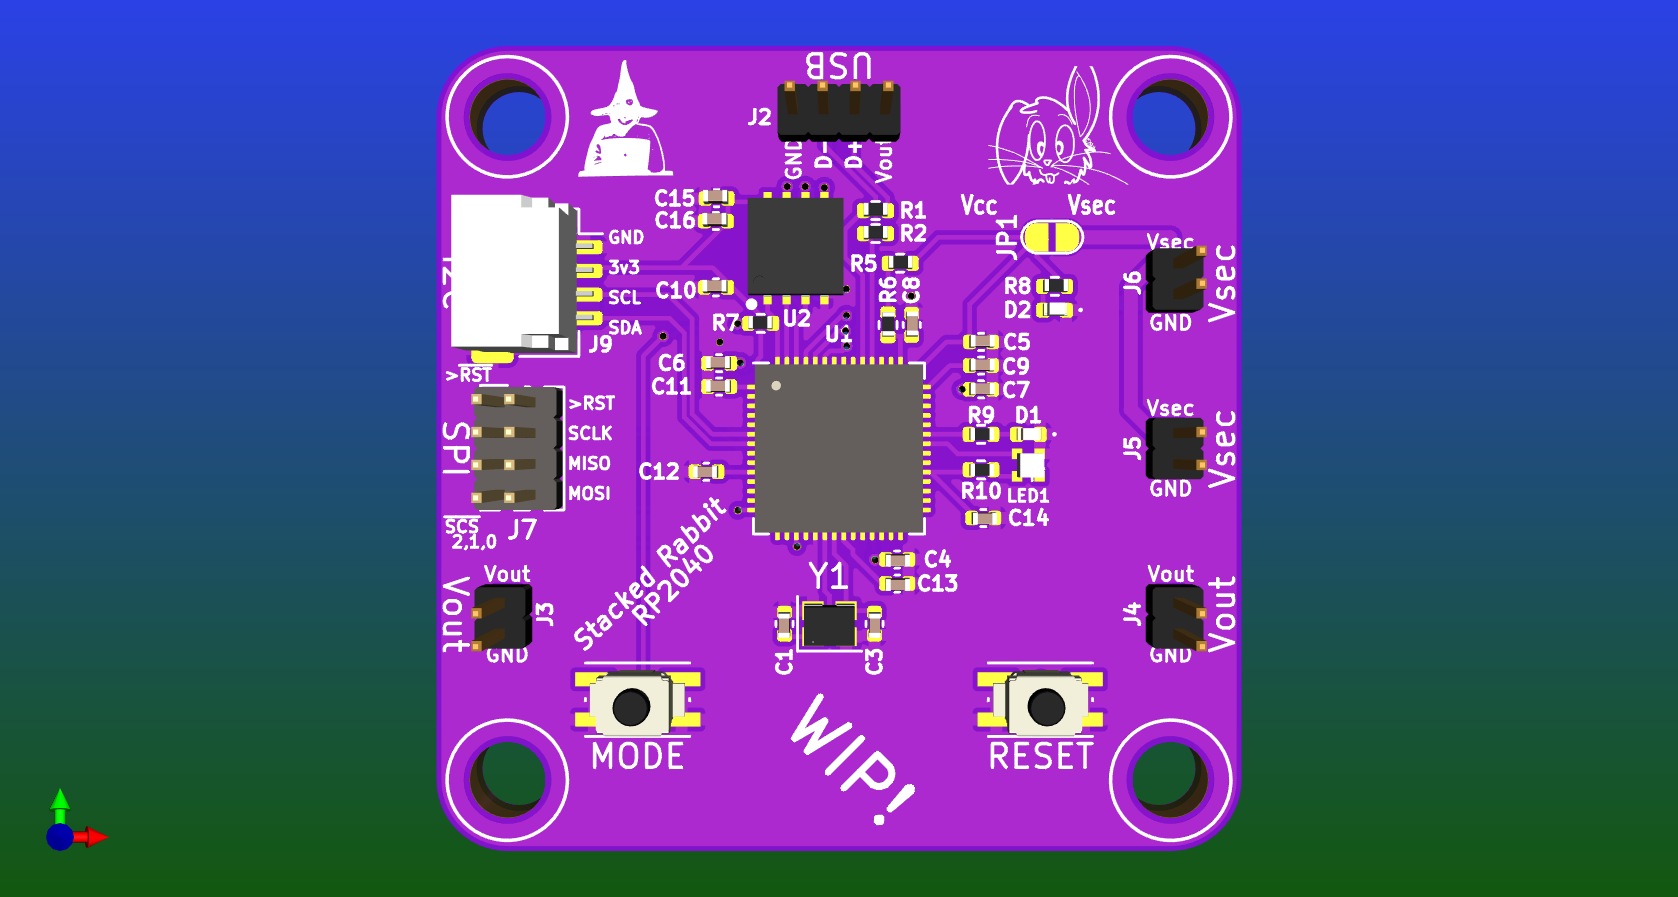 USB
J2
GND
D-
D+
Vout
C15
C16
R1
R2
Vcc
Vsec
JP1
GND
3v3
SCL
SDA
I2C
J9
C10
R5
R6
C8
R7
U2
U1
R8
D2
Vsec
J6
Vsec
GND
C6
C11
C5
C9
C7
>RST
>RST
SCLK
MISO
MOSI
SPI
SCS
2,1,0
J7
R9
D1
R10
LED1
C14
Vsec
J5
Vsec
GND
C12
Stacked Rabbit
RP2040
C4
C13
Y1
C1
C3
Vout
Vout
J3
GND
Vout
J4
Vout
GND
MODE
RESET
WIP!